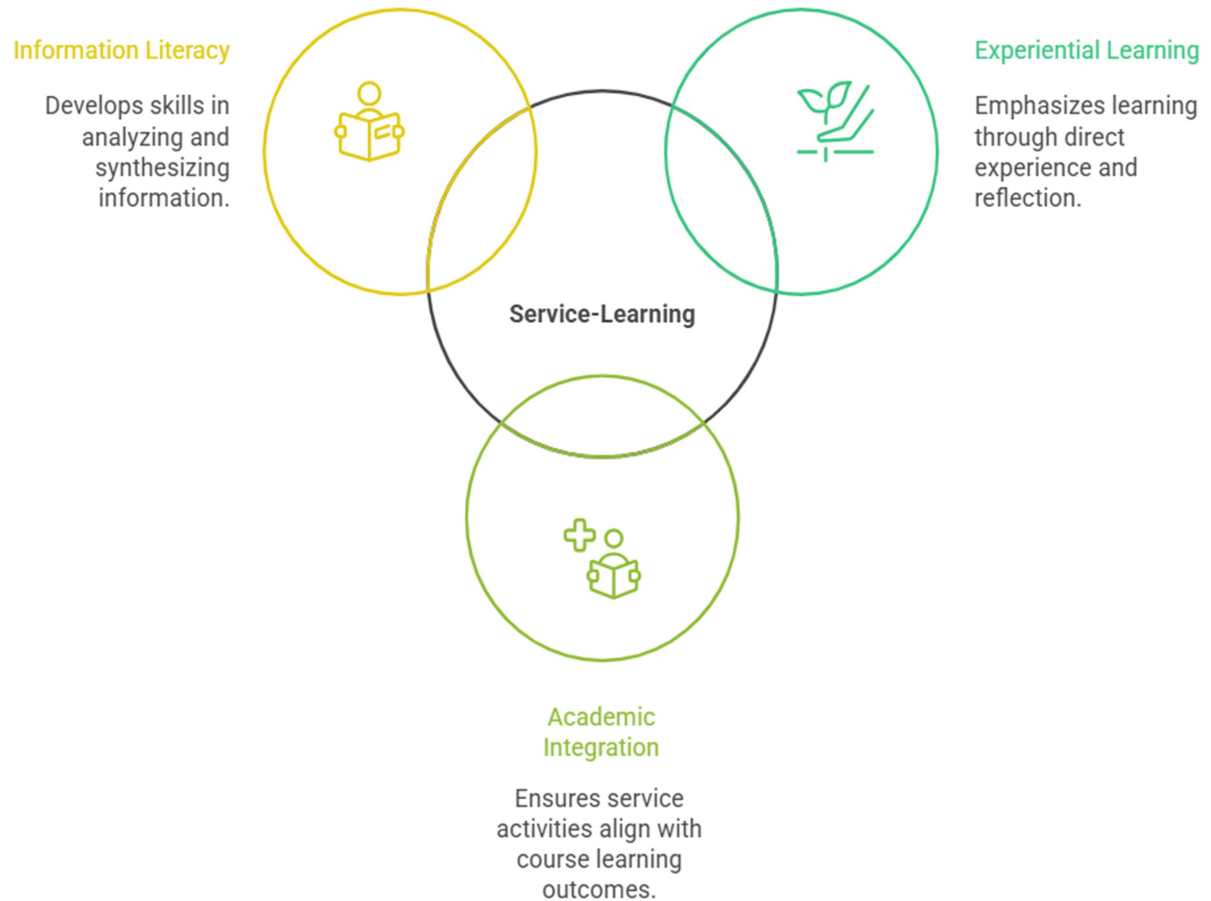 Information Literacy
Develops skills in
analyzing and
synthesizing
information.
Experiential Learning
Emphasizes learning
through direct
experience and
reflection.
Service-Learning
Academic
Integration
Ensures service
activities align with
course learning
outcomes.